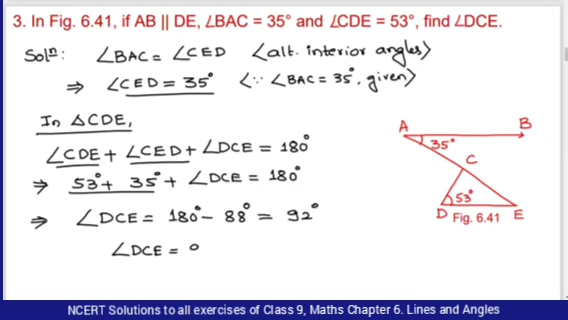 3. In Fig. 6.41, if AB || DE, ∠BAC = 35° and ∠CDE = 53°, find ∠DCE.
Solⁿ: ∠BAC = ∠CED <alt. interior angles>
⇒ ∠CED = 35° <∵ ∠BAC = 35°, given>
In △CDE,
∠CDE + ∠CED + ∠DCE = 180°
⇒ 53° + 35° + ∠DCE = 180°
⇒ ∠DCE = 180° - 88° = 92°
∠DCE = 9
A B
35°
C
53°
D Fig. 6.41 E
NCERT Solutions to all exercises of Class 9, Maths Chapter 6. Lines and Angles